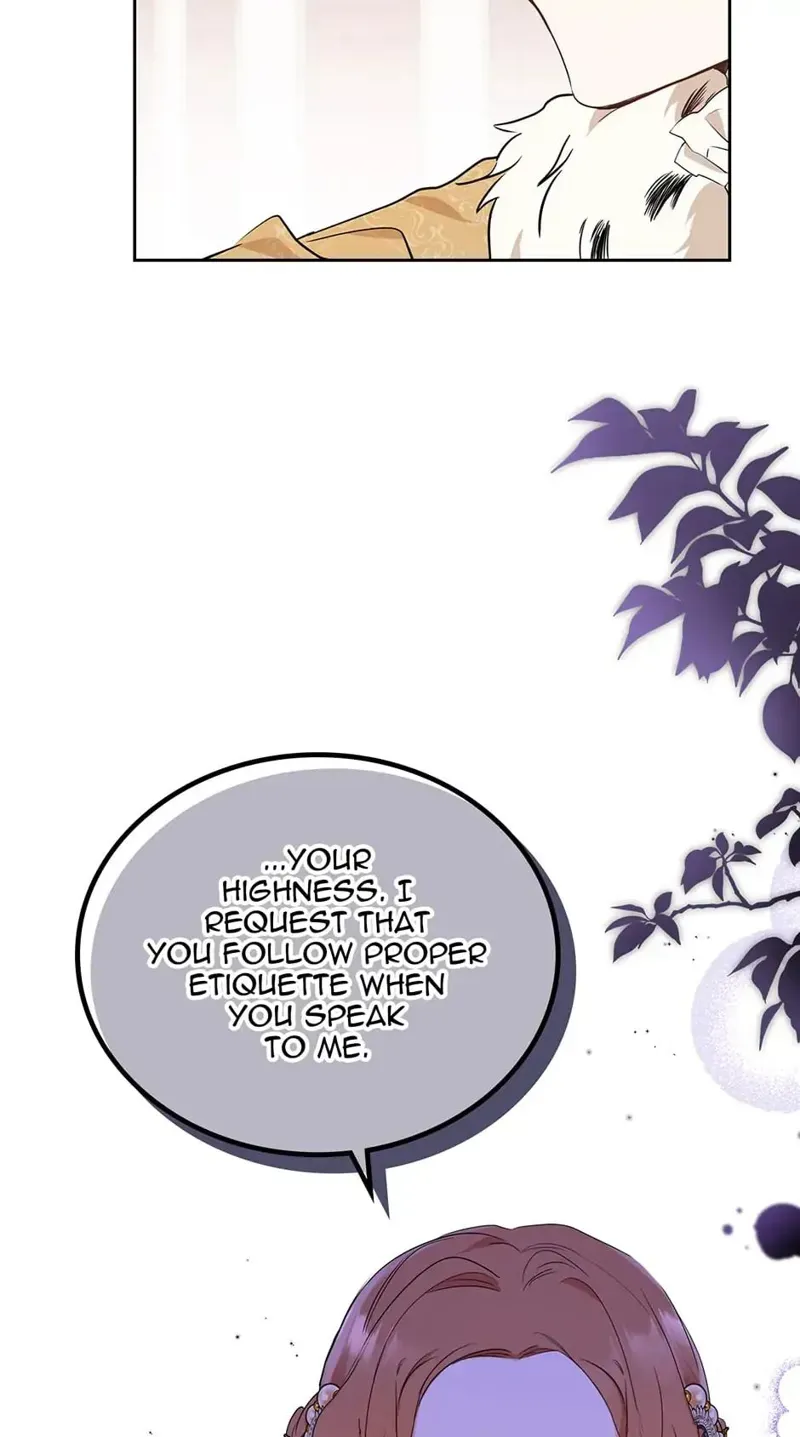 ...YOUR
HIGHNESS. I
REQUEST THAT
YOU FOLLOW PROPER
ETIQUETTE WHEN
YOU SPEAK
TO ME.